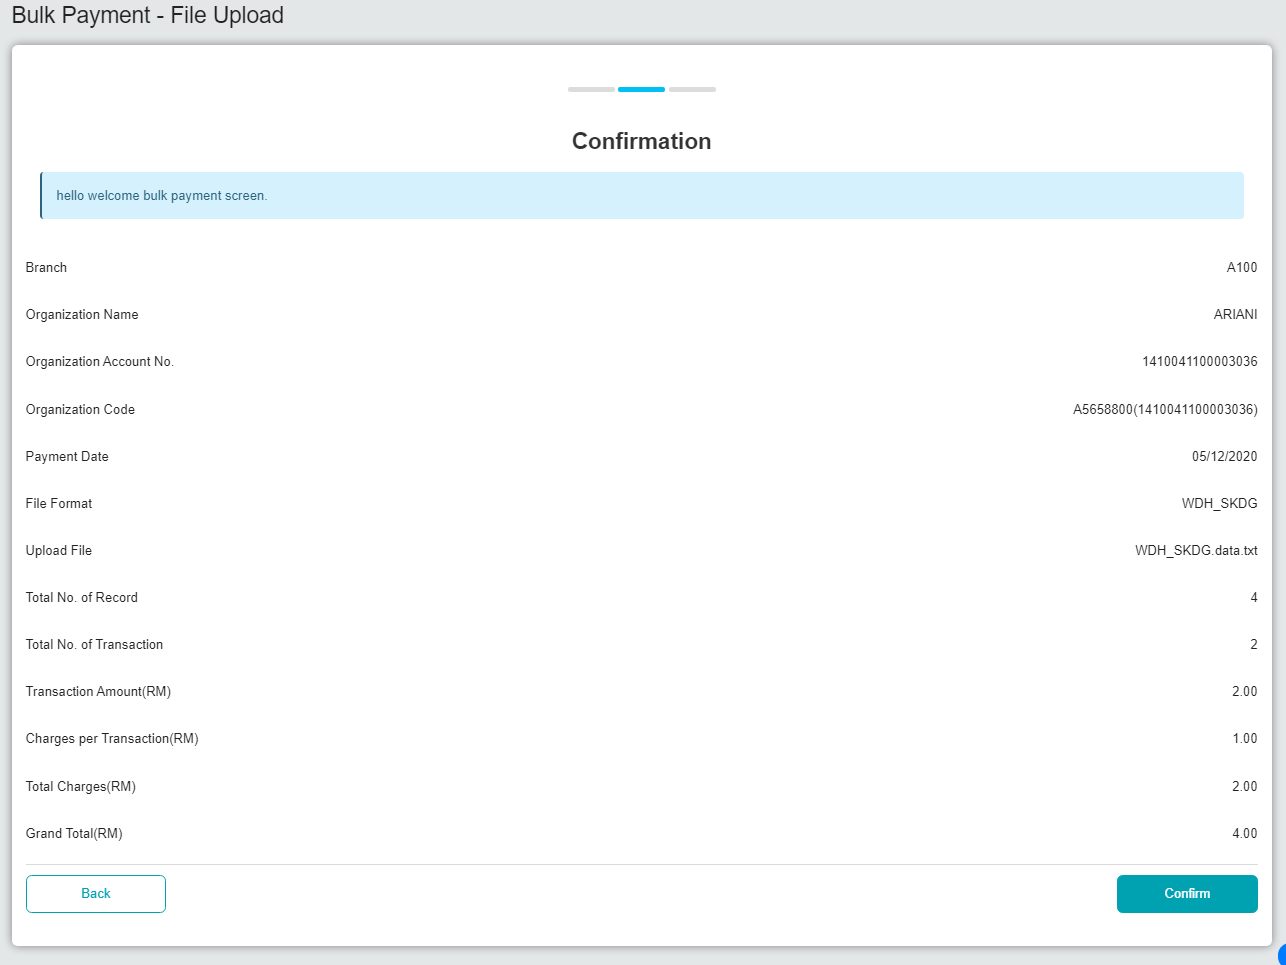 Bulk Payment - File Upload
Confirmation
hello welcome bulk payment screen.
Branch A100
Organization Name ARIANI
Organization Account No. 1410041100003036
Organization Code A5658800(1410041100003036)
Payment Date 05/12/2020
File Format WDH_SKDG
Upload File WDH_SKDG.data.txt
Total No. of Record 4
Total No. of Transaction 2
Transaction Amount(RM) 2.00
Charges per Transaction(RM) 1.00
Total Charges(RM) 2.00
Grand Total(RM) 4.00
Back Confirm